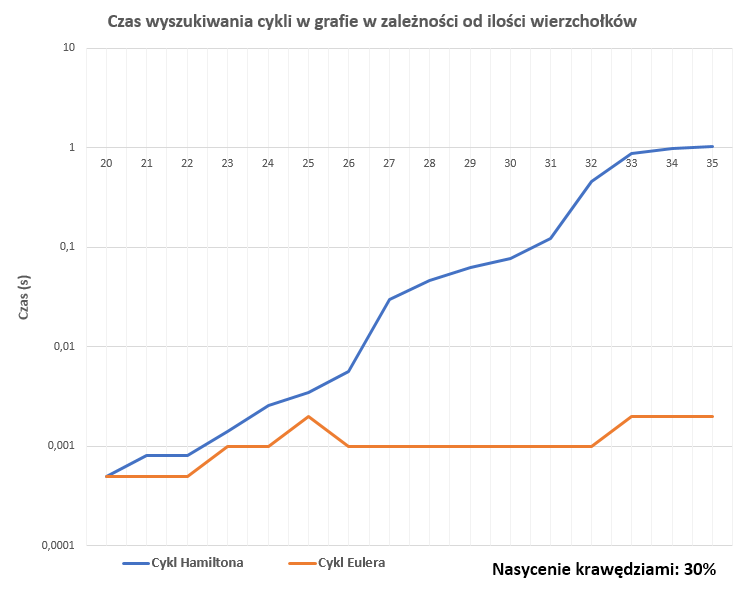 Czas wyszukiwania cykli w grafie w zależności od ilości wierzchołków
10
1
20 21 22 23 24 25 26 27 28 29 30 31 32 33 34 35
0,1
Czas (s)
0,01
0,001
0,0001
Cykl Hamiltona Cykl Eulera
Nasycenie krawędziami: 30%